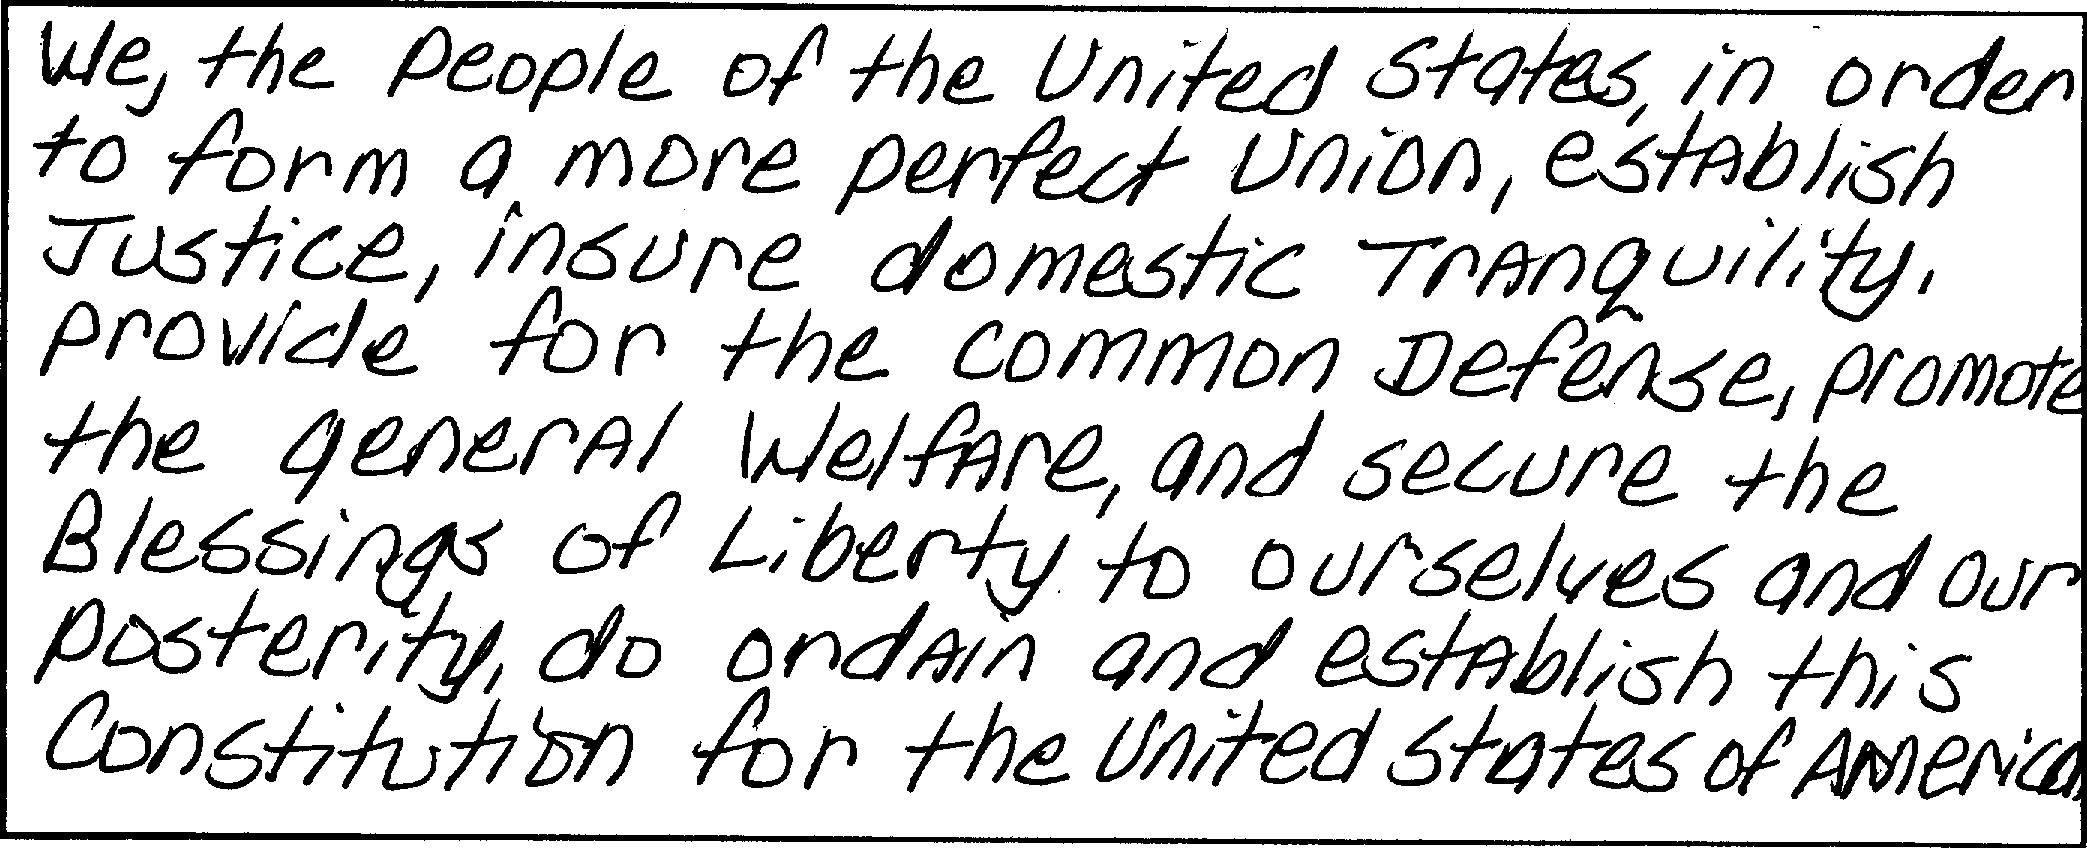 We, the People of the United States, in order
to form a more perfect Union, establish
Justice, insure domestic Tranquility,
provide for the common Defense, promote
the general Welfare, and secure the
Blessings of Liberty to ourselves and our
posterity, do ordain and establish this
Constitution for the United States of America